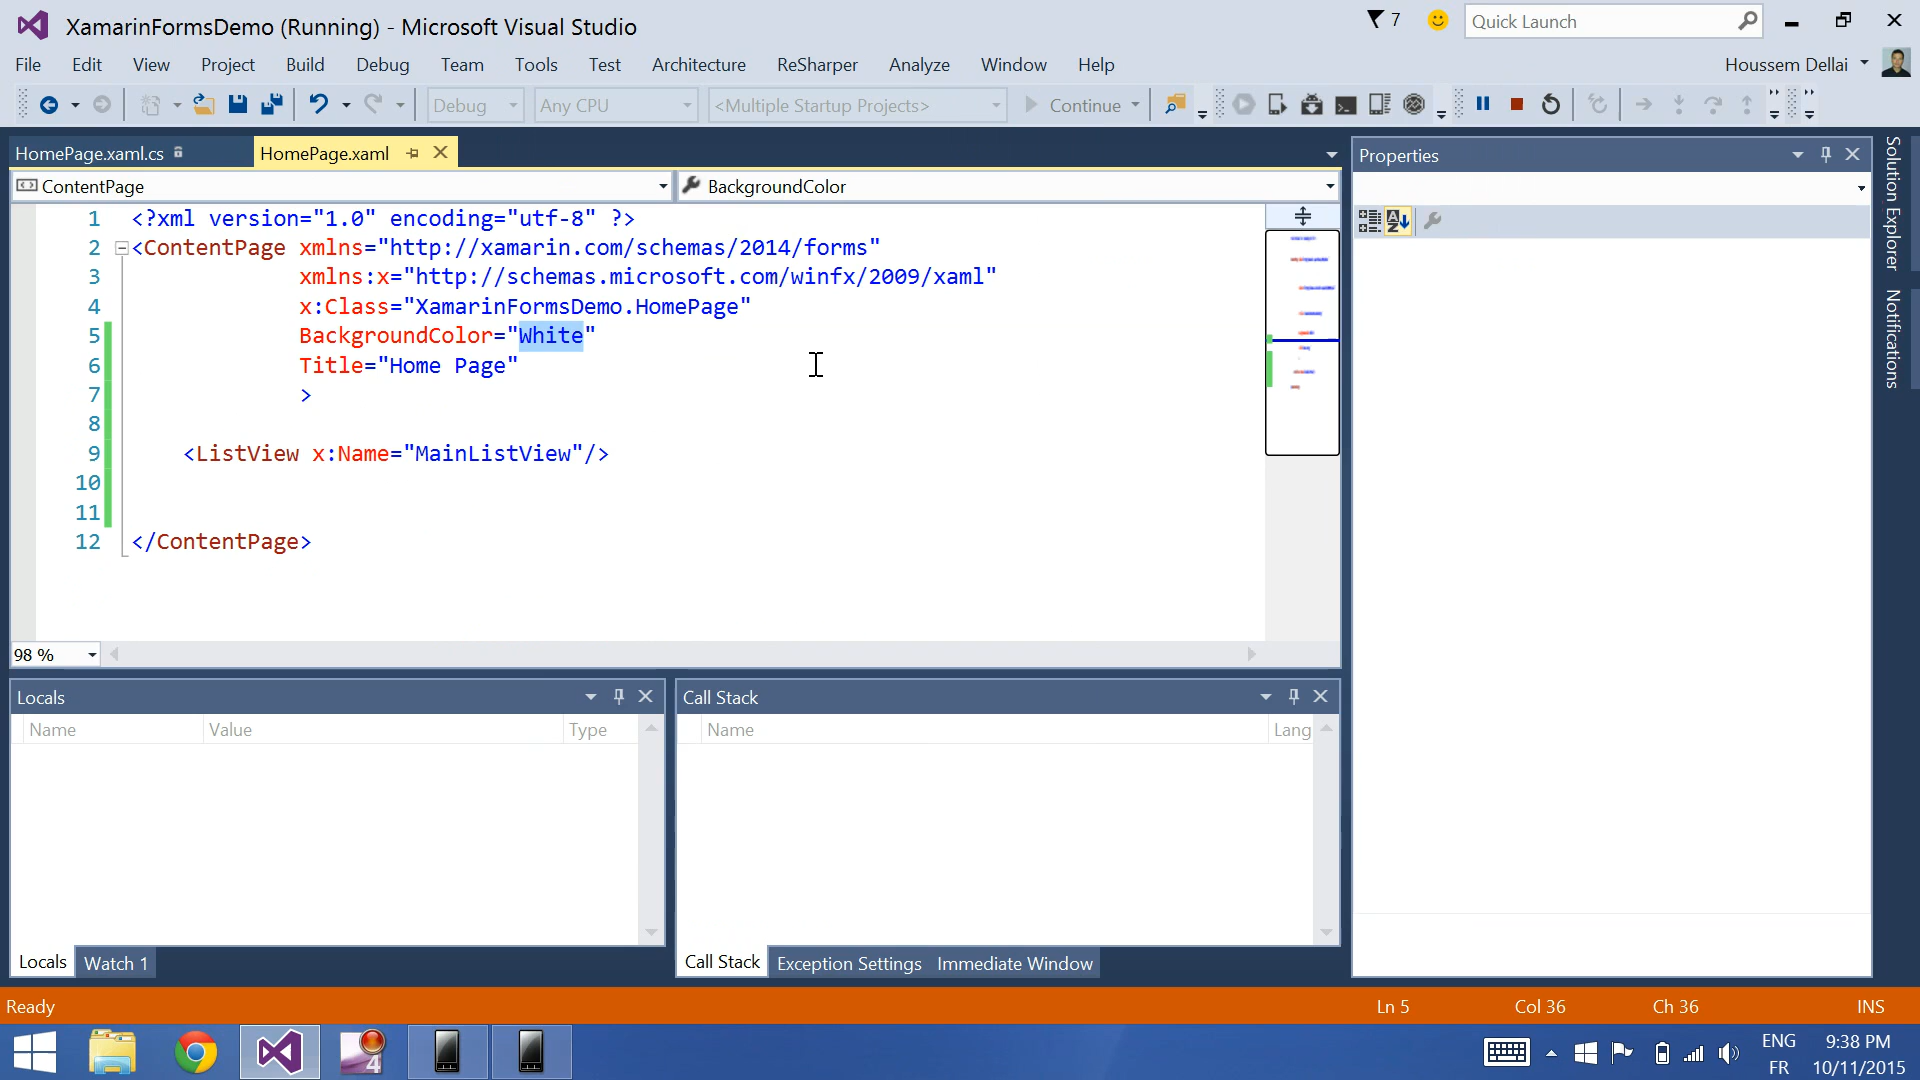 XamarinFormsDemo (Running) - Microsoft Visual Studio
7
Quick Launch
File Edit View Project Build Debug Team Tools Test Architecture ReSharper Analyze Window Help
Houssem Dellai
Debug
Any CPU
<Multiple Startup Projects>
Continue
HomePage.xaml.cs
HomePage.xaml
ContentPage
BackgroundColor
1 <?xml version="1.0" encoding="utf-8" ?>
2 <ContentPage xmlns="http://xamarin.com/schemas/2014/forms"
3 xmlns:x="http://schemas.microsoft.com/winfx/2009/xaml"
4 x:Class="XamarinFormsDemo.HomePage"
5 BackgroundColor="White"
6 Title="Home Page"
7 >
8
9 <ListView x:Name="MainListView"/>
10
11
12 </ContentPage>
98 %
Properties
Solution Explorer
Notifications
Locals
Name Value Type
Locals Watch 1
Call Stack
Name Lang
Call Stack Exception Settings Immediate Window
Ready
Ln 5 Col 36 Ch 36 INS
4
ENG
FR
9:38 PM
10/11/2015